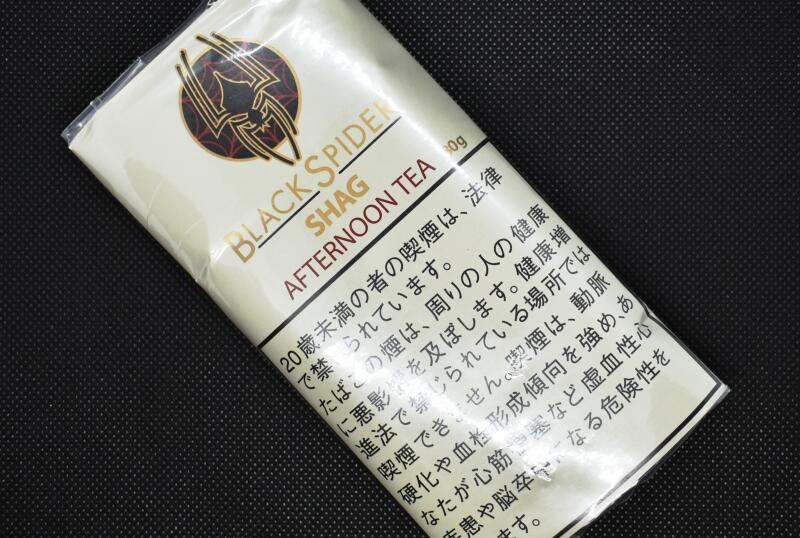 BLACK SPIDER
SHAG
AFTERNOON TEA
30g
20歳未満の者の喫煙は、法律
で禁じられています。
たばこの煙は、周りの人の健康
に悪影響を及ぼします。健康増
進法で禁じられている場所では
喫煙できません。喫煙は、動脈
硬化や血栓形成傾向を強め、あ
なたが心筋梗塞など虚血性心
疾患や脳卒中になる危険性を
ます。